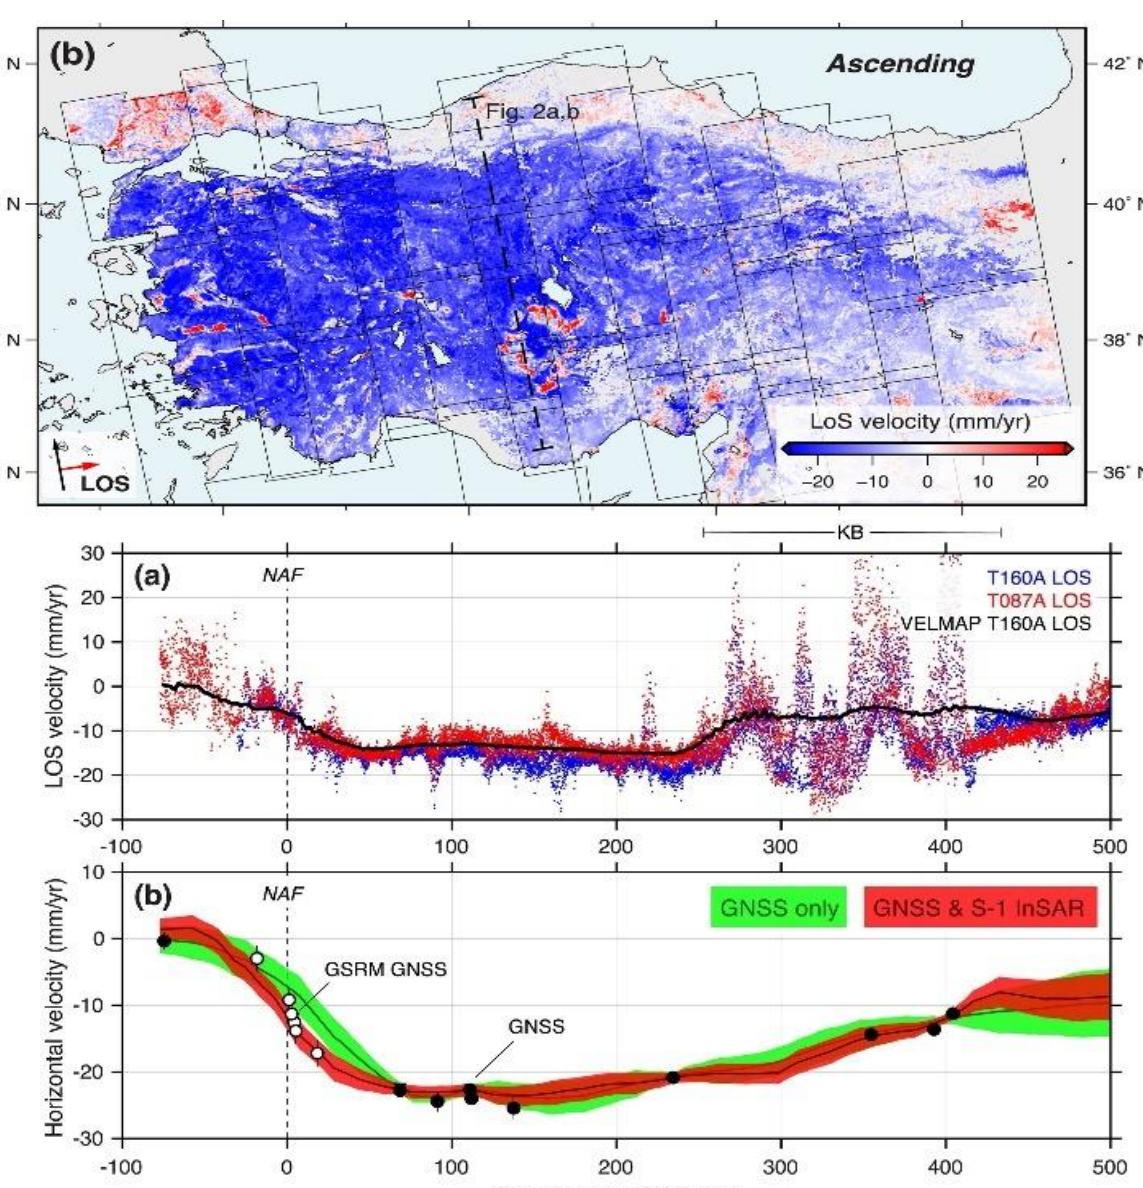 (b)
Ascending
Fig. 2a,b
N 42° N
N 40° N
N 38° N
N 36° N
LOS
LoS velocity (mm/yr)
−20 −10 0 10 20
KB
(a)
NAF
T160A LOS
T087A LOS
VELMAP T160A LOS
LOS velocity (mm/yr)
30
20
10
0
-10
-20
-30
-100 0 100 200 300 400 500
(b)
NAF
GNSS only
GNSS & S-1 InSAR
GSRM GNSS
GNSS
Horizontal velocity (mm/yr)
10
0
-10
-20
-30
-100 0 100 200 300 400 500